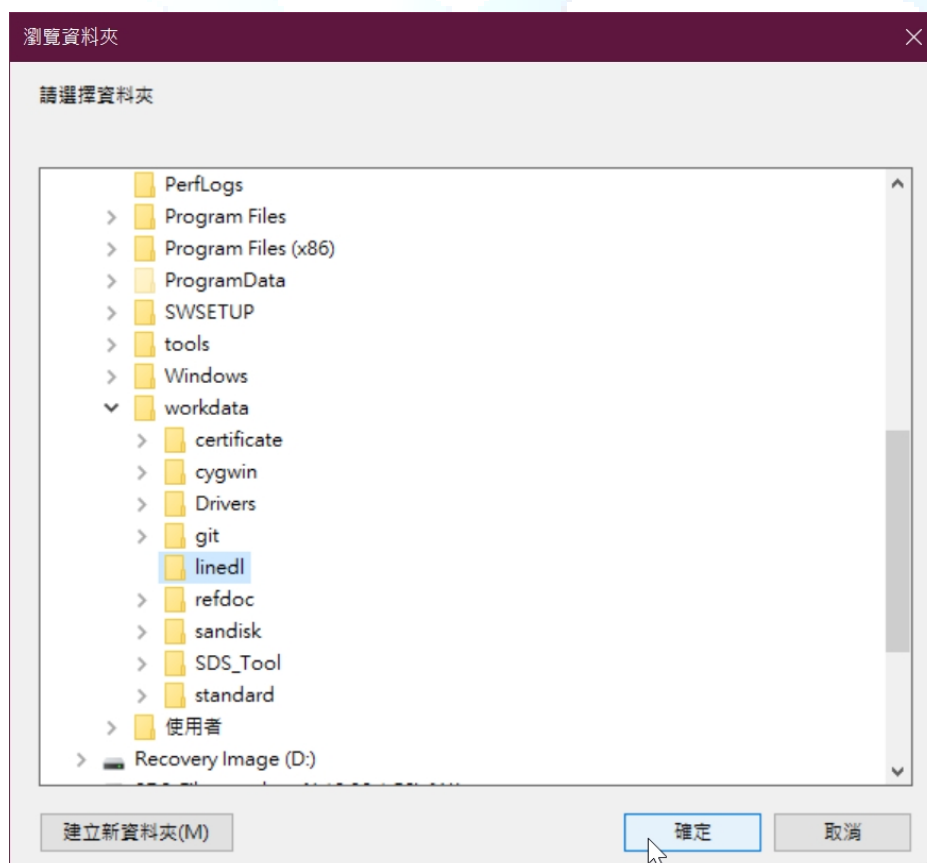 瀏覽資料夾
請選擇資料夾
PerfLogs
Program Files
Program Files (x86)
ProgramData
SWSETUP
tools
Windows
workdata
certificate
cygwin
Drivers
git
linedl
refdoc
sandisk
SDS_Tool
standard
使用者
Recovery Image (D:)
建立新資料夾(M)
確定
取消